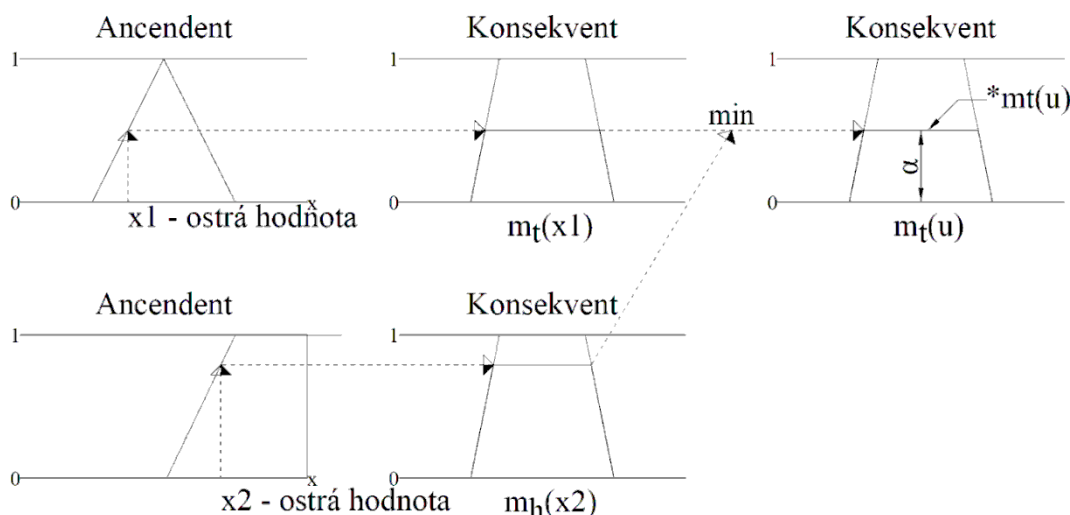 Ancendent
Konsekvent
Konsekvent
1
1
1
*mt(u)
min
α
0
x
0
0
x1 - ostrá hodnota
mt(x1)
mt(u)
Ancendent
Konsekvent
1
1
0
x
0
x2 - ostrá hodnota
mh(x2)